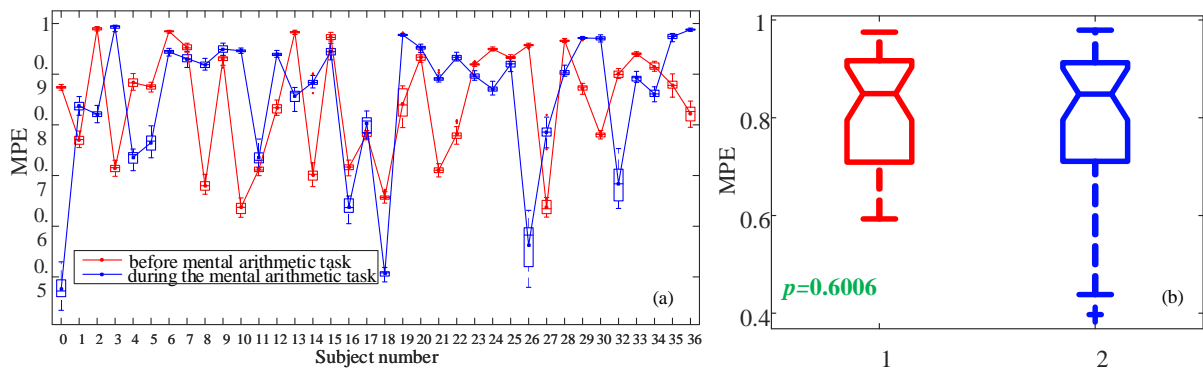 1
0.
9
0.
8
0.
7
0.
6
0.
5
MPE
before mental arithmetic task
during the mental arithmetic task
(a)
0 1 2 3 4 5 6 7 8 9 10 11 12 13 14 15 16 17 18 19 20 21 22 23 24 25 26 27 28 29 30 32 33 34 35 36
Subject number
1
0.8
0.6
0.4
MPE
p=0.6006
(b)
1 2